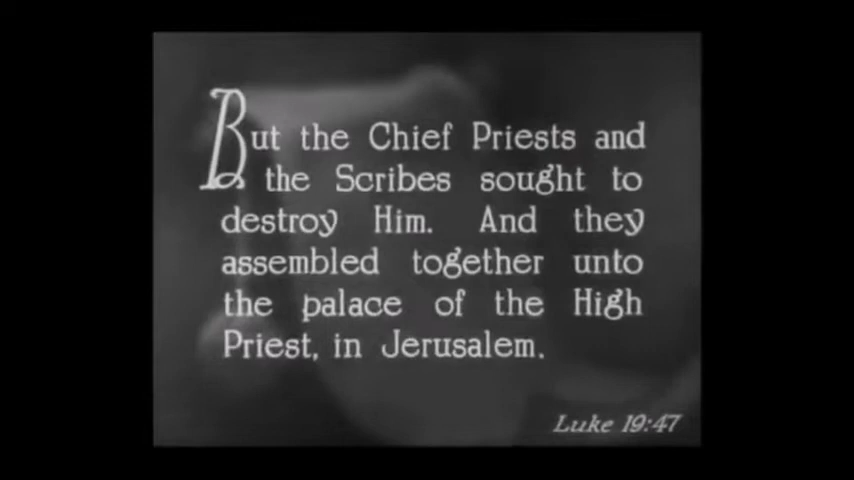 But the Chief Priests and
the Scribes sought to
destroy Him. And they
assembled together unto
the palace of the High
Priest, in Jerusalem.
Luke 19:47